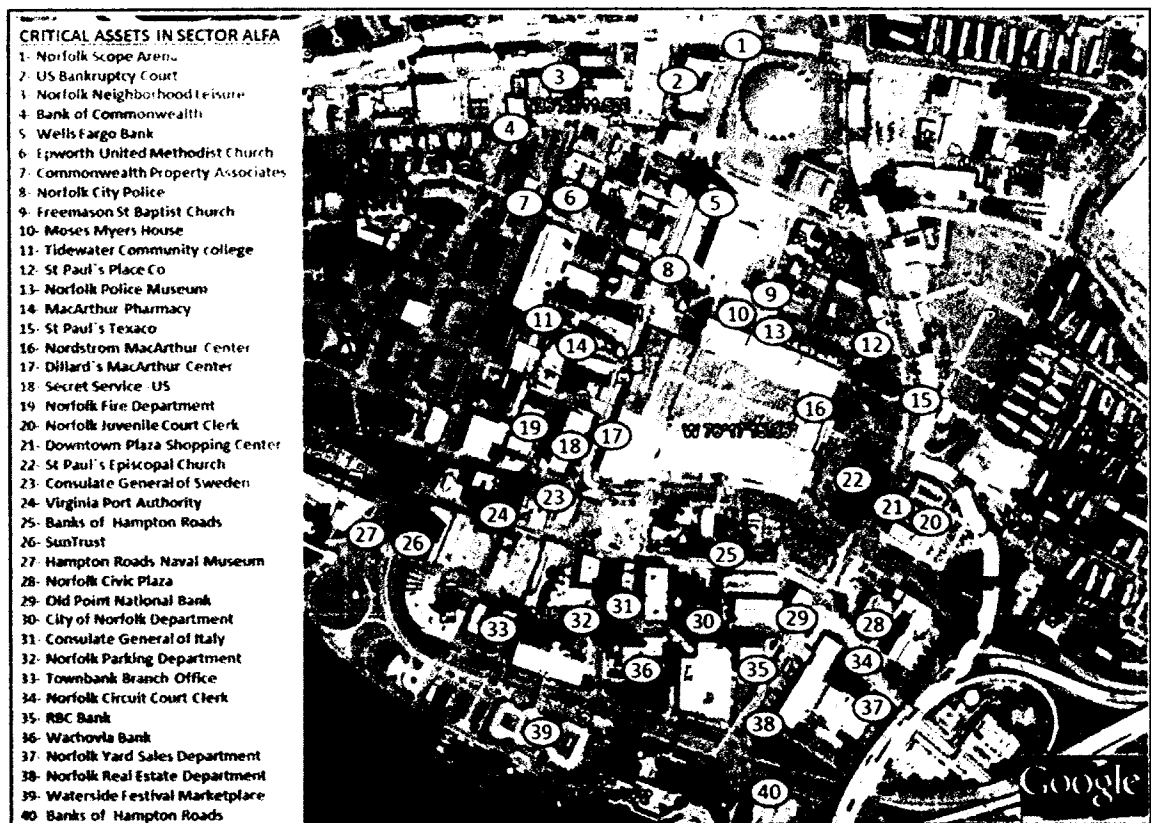 CRITICAL ASSETS IN SECTOR ALFA
1- Norfolk Scope Arena
2- US Bankruptcy Court
3- Norfolk Neighborhood Leisure
4- Bank of Commonwealth
5- Wells Fargo Bank
6- Epworth United Methodist Church
7- Commonwealth Property Associates
8- Norfolk City Police
9- Freemason St Baptist Church
10- Moses Myers House
11- Tidewater Community college
12- St Paul's Place Co
13- Norfolk Police Museum
14- MacArthur Pharmacy
15- St Paul's Texaco
16- Nordstrom MacArthur Center
17- Dillard's MacArthur Center
18- Secret Service -US
19- Norfolk Fire Department
20- Norfolk Juvenile Court Clerk
21- Downtown Plaza Shopping Center
22- St Paul's Episcopal Church
23- Consulate General of Sweden
24- Virginia Port Authority
25- Banks of Hampton Roads
26- SunTrust
27- Hampton Roads Naval Museum
28- Norfolk Civic Plaza
29- Old Point National Bank
30- City of Norfolk Department
31- Consulate General of Italy
32- Norfolk Parking Department
33- Townbank Branch Office
34- Norfolk Circuit Court Clerk
35- RBC Bank
36- Wachovia Bank
37- Norfolk Yard Sales Department
38- Norfolk Real Estate Department
39- Waterside Festival Marketplace
40- Banks of Hampton Roads
1
3
2
4
7
6
5
8
9
10
13
11
14
12
15
16
19
18
17
22
21
20
23
24
27
26
25
31
32
33
30
29
28
36
35
34
37
38
39
40
Google